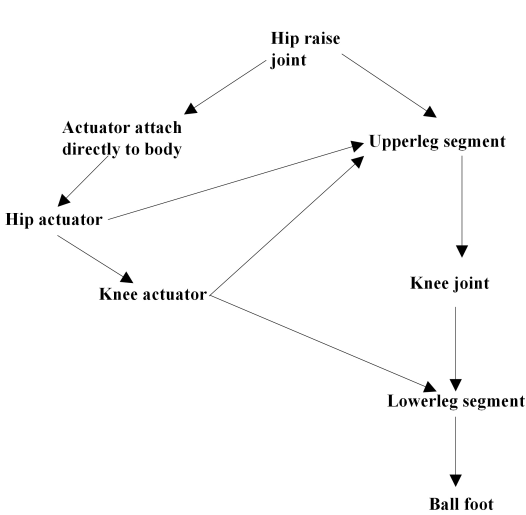 Hip raise
joint
Actuator attach
directly to body
Upperleg segment
Hip actuator
Knee joint
Knee actuator
Lowerleg segment
Ball foot